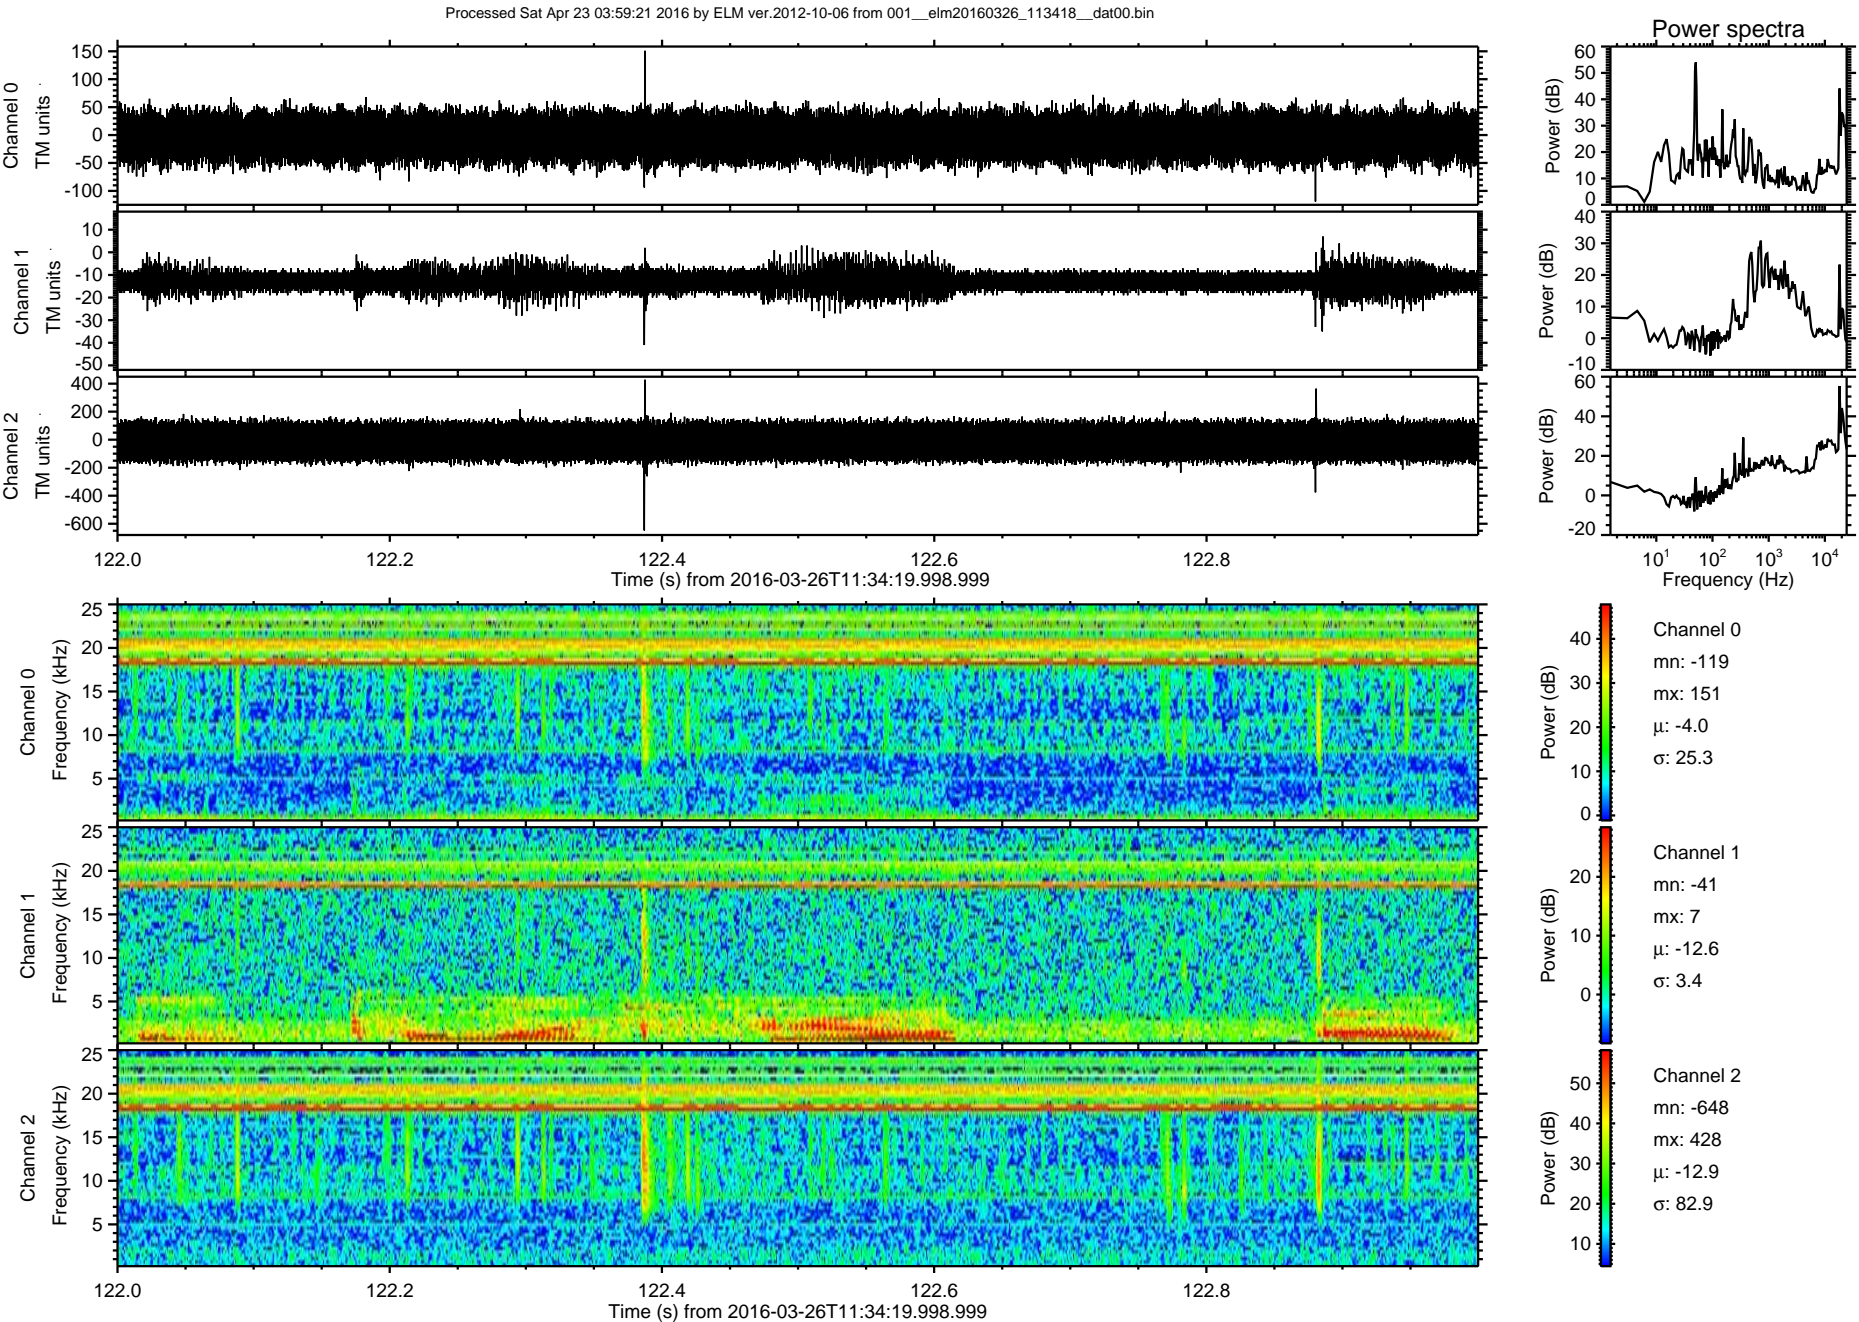 Processed Sat Apr 23 03:59:21 2016 by ELM ver.2012-10-06 from 001__elm20160326_113418__dat00.bin
Power spectra
Channel 0
TM units
150
100
50
0
-50
-100
Power (dB)
60
50
40
30
20
10
0
Channel 1
TM units
10
0
-10
-20
-30
-40
-50
Power (dB)
40
30
20
10
0
-10
Channel 2
TM units
400
200
0
-200
-400
-600
Power (dB)
60
40
20
0
-20
122.0 122.2 122.4 122.6 122.8
Time (s) from 2016-03-26T11:34:19.998.999
10¹ 10² 10³ 10⁴
Frequency (Hz)
Channel 0
Frequency (kHz)
25
20
15
10
5
Power (dB)
40
30
20
10
0
Channel 0
mn: -119
mx: 151
μ: -4.0
σ: 25.3
Channel 1
Frequency (kHz)
25
20
15
10
5
Power (dB)
20
10
0
Channel 1
mn: -41
mx: 7
μ: -12.6
σ: 3.4
Channel 2
Frequency (kHz)
25
20
15
10
5
Power (dB)
50
40
30
20
10
Channel 2
mn: -648
mx: 428
μ: -12.9
σ: 82.9
122.0 122.2 122.4 122.6 122.8
Time (s) from 2016-03-26T11:34:19.998.999